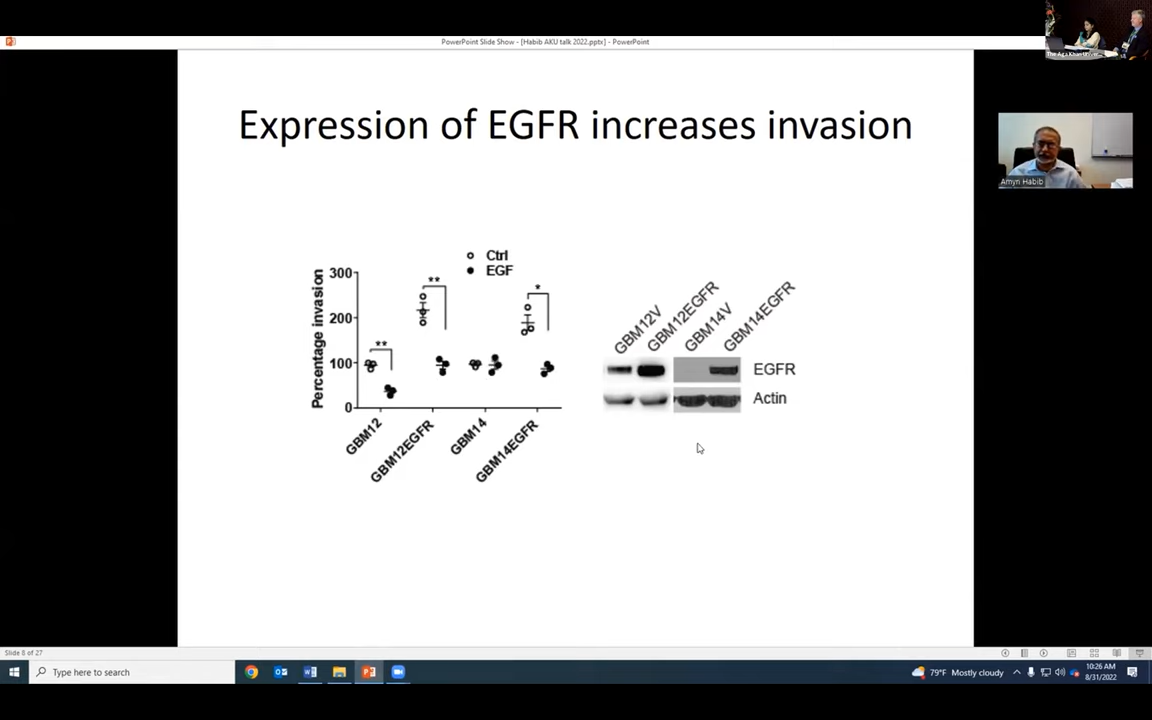 PowerPoint Slide Show - [Habib AKU talk 2022.pptx] - PowerPoint
Expression of EGFR increases invasion
Amyn Habib
Ctrl
EGF
Percentage invasion
300
200
100
0
**
**
*
GBM12
GBM12EGFR
GBM14
GBM14EGFR
GBM12V
GBM12EGFR
GBM14V
GBM14EGFR
EGFR
Actin
Slide 8 of 27
Type here to search
79°F Mostly cloudy
10:26 AM
8/31/2022